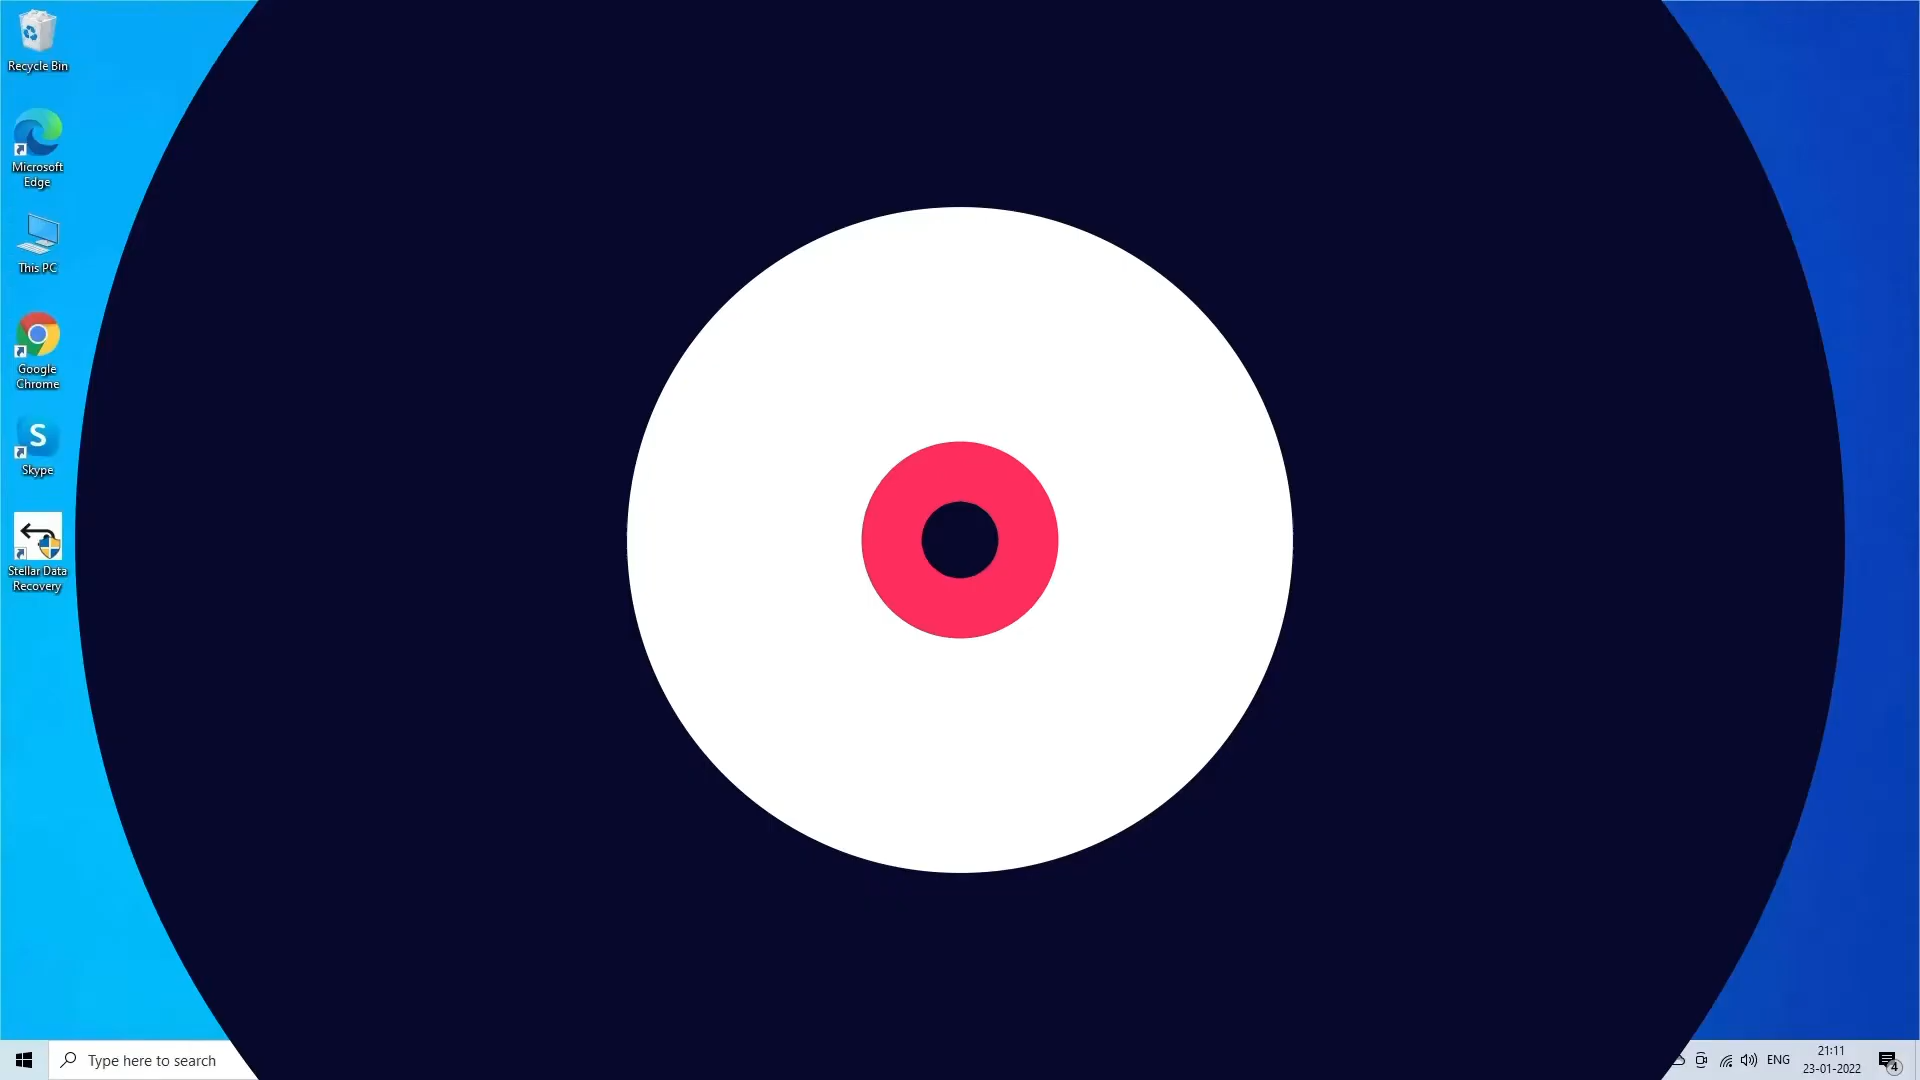 Recycle Bin
Microsoft
Edge
This PC
Google
Chrome
S
Skype
Stellar Data
Recovery
Type here to search
ENG
21:11
23-01-2022
4